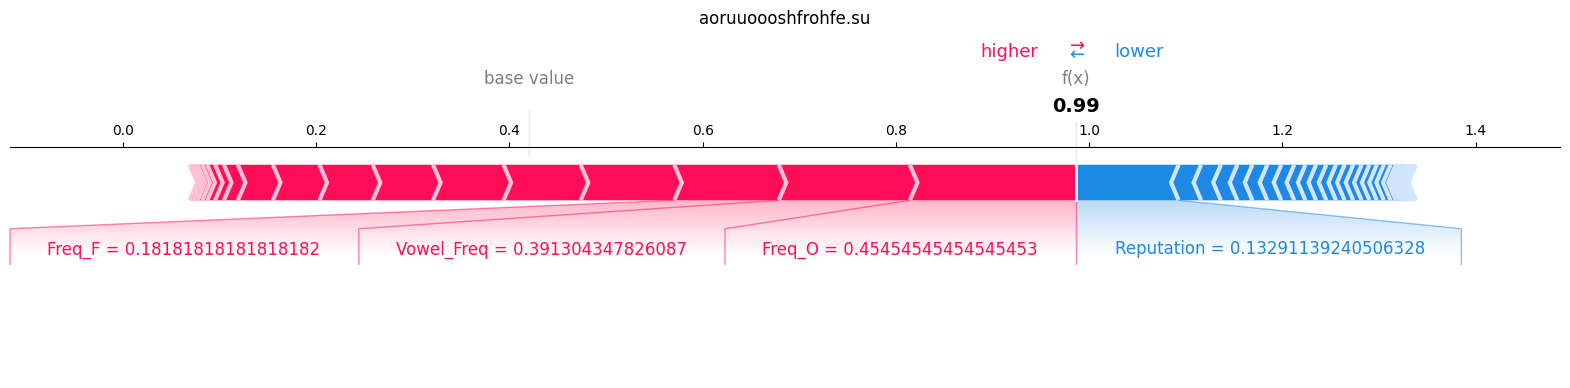 aoruuoooshfrohfe.su
higher ⇄ lower
base value f(x)
0.99
0.0 0.2 0.4 0.6 0.8 1.0 1.2 1.4
Freq_F = 0.18181818181818182 Vowel_Freq = 0.391304347826087 Freq_O = 0.45454545454545453 Reputation = 0.13291139240506328